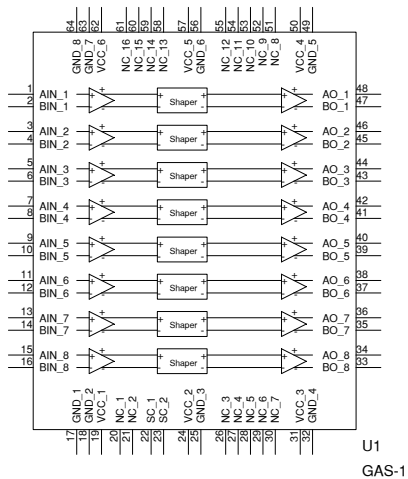 64 63 62 61 60 59 58 57 56 55 54 53 52 51 50 49
GND_8 GND_7 VCC_6 NC_16 NC_15 NC_14 NC_13 VCC_5 GND_6 NC_12 NC_11 NC_10 NC_9 NC_8 VCC_4 GND_5
1 AIN_1 + + + Shaper + + + AO_1 48
2 BIN_1 - - - - BO_1 47
3 AIN_2 + + + Shaper + + + AO_2 46
4 BIN_2 - - - - BO_2 45
5 AIN_3 + + + Shaper + + + AO_3 44
6 BIN_3 - - - - BO_3 43
7 AIN_4 + + + Shaper + + + AO_4 42
8 BIN_4 - - - - BO_4 41
9 AIN_5 + + + Shaper + + + AO_5 40
10 BIN_5 - - - - BO_5 39
11 AIN_6 + + + Shaper + + + AO_6 38
12 BIN_6 - - - - BO_6 37
13 AIN_7 + + + Shaper + + + AO_7 36
14 BIN_7 - - - - BO_7 35
15 AIN_8 + + + Shaper + + + AO_8 34
16 BIN_8 - - - - BO_8 33
GND_1 GND_2 VCC_1 NC_1 NC_2 SC_1 SC_2 VCC_2 GND_3 NC_3 NC_4 NC_5 NC_6 NC_7 VCC_3 GND_4
17 18 19 20 21 22 23 24 25 26 27 28 29 30 31 32
U1
GAS-1